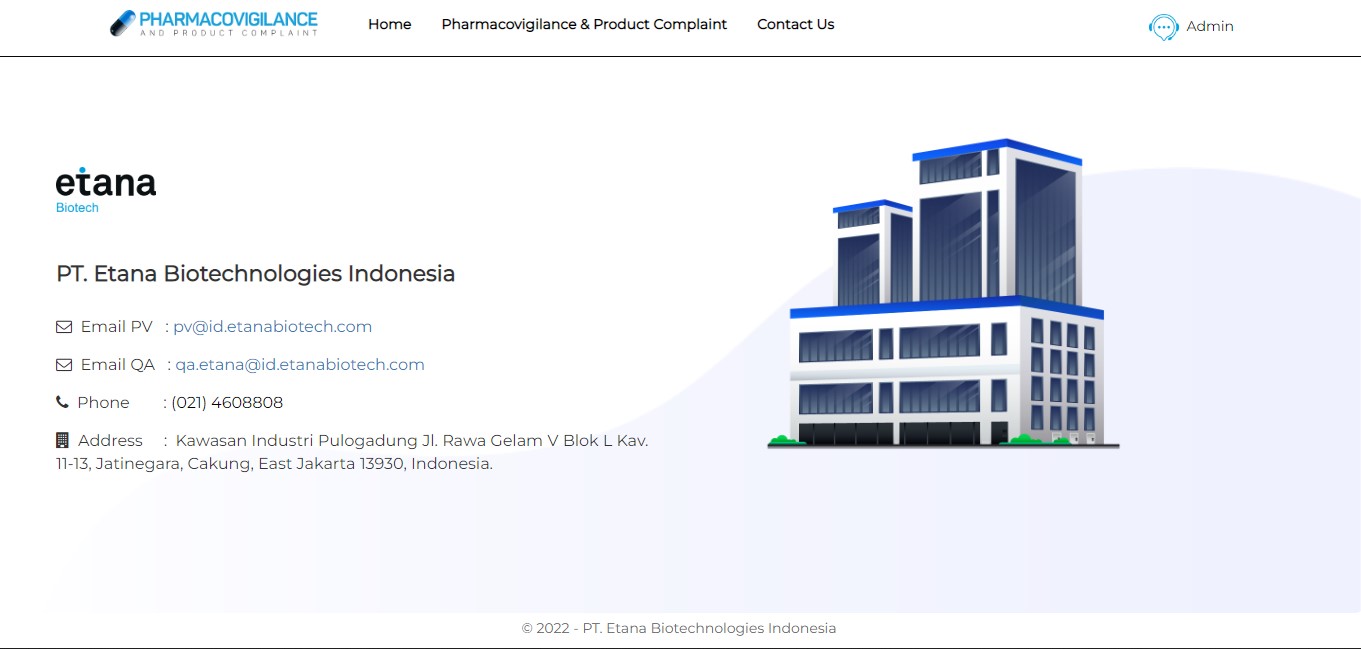 PHARMACOVIGILANCE
AND PRODUCT COMPLAINT
Home
Pharmacovigilance & Product Complaint
Contact Us
Admin
etana
Biotech
PT. Etana Biotechnologies Indonesia
Email PV : pv@id.etanabiotech.com
Email QA : qa.etana@id.etanabiotech.com
Phone : (021) 4608808
Address : Kawasan Industri Pulogadung Jl. Rawa Gelam V Blok L Kav.
11-13, Jatinegara, Cakung, East Jakarta 13930, Indonesia.
© 2022 - PT. Etana Biotechnologies Indonesia